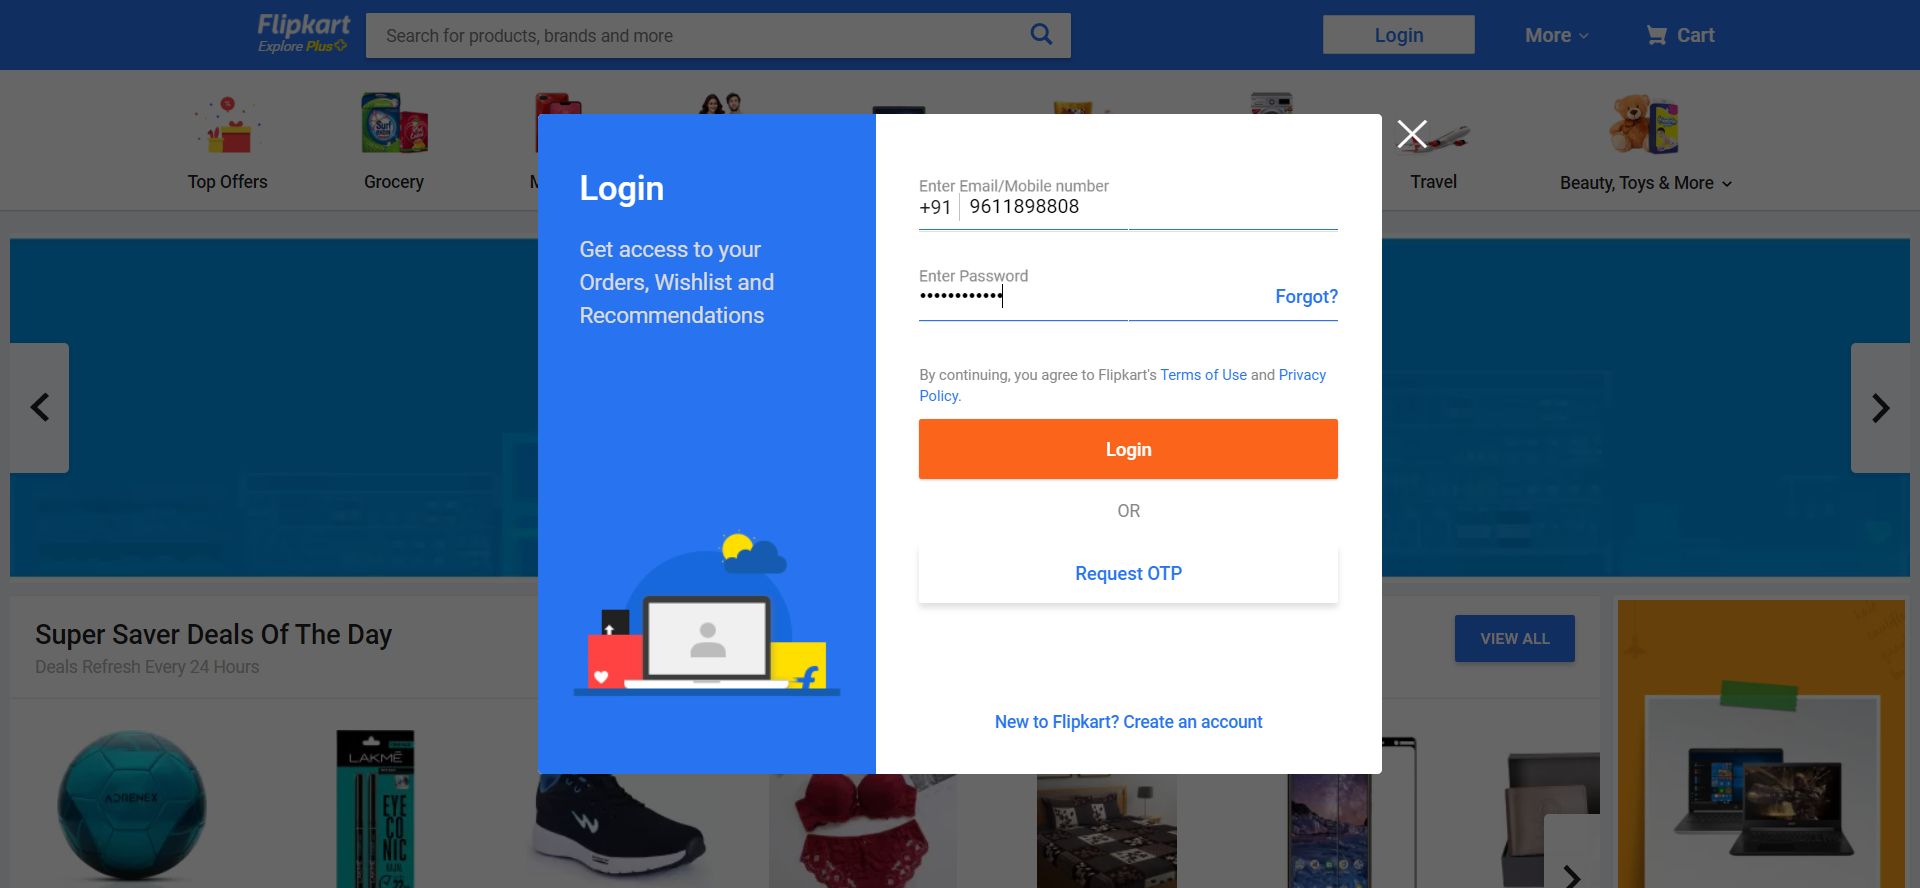 Flipkart
Explore Plus
Search for products, brands and more
Login
More
Cart
Top Offers
Grocery
Travel
Beauty, Toys & More
Login
Get access to your
Orders, Wishlist and
Recommendations
Enter Email/Mobile number
+91 9611898808
Enter Password
••••••••••••
Forgot?
By continuing, you agree to Flipkart's Terms of Use and Privacy
Policy.
Login
OR
Request OTP
New to Flipkart? Create an account
Super Saver Deals Of The Day
Deals Refresh Every 24 Hours
VIEW ALL
ADRENEX
LAKMÉ
EYE
CO
NIC
KAJAL